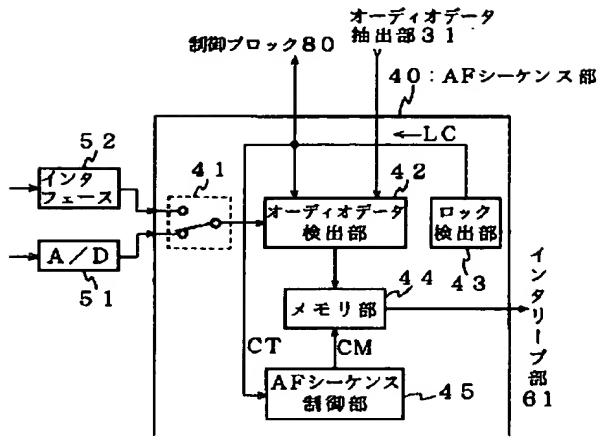 オーディオデータ
抽出部31
制御ブロック80
40:AFシーケンス部
←LC
52
インタ
フェース
41
42
オーディオデータ
検出部
ロック
検出部
43
A/D
51
44
メモリ部
インタリーブ部61
CT
CM
AFシーケンス
制御部
45